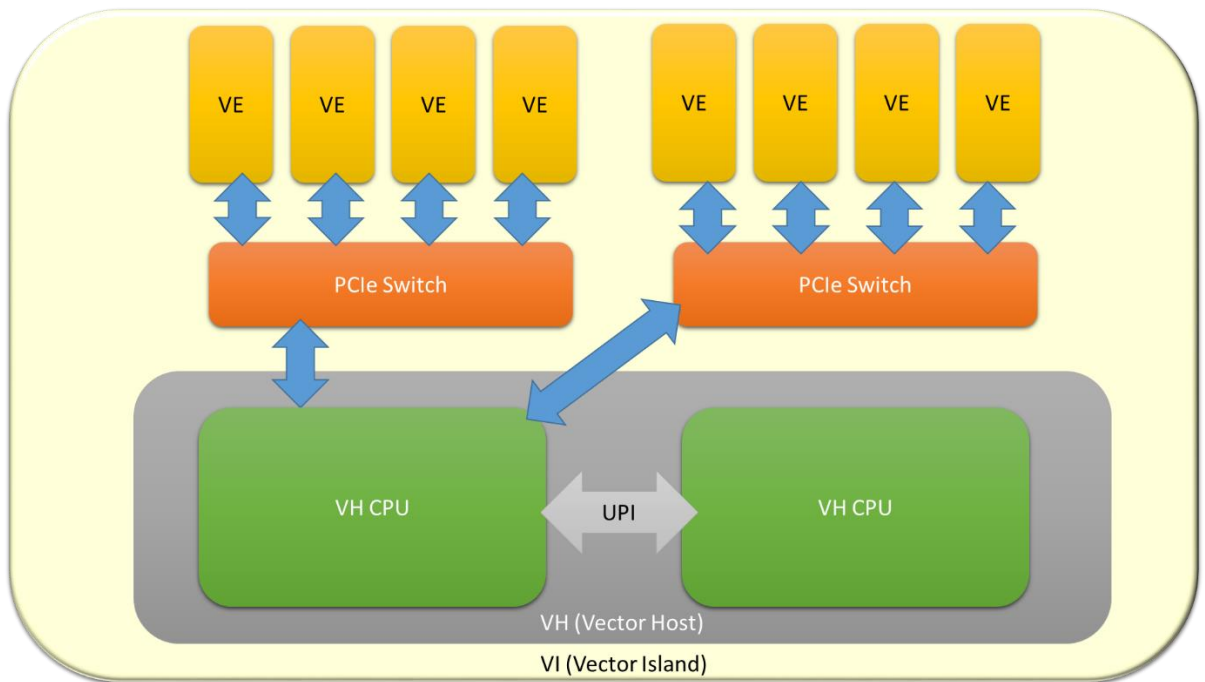 VE
VE
VE
VE
VE
VE
VE
VE
PCIe Switch
PCIe Switch
VH CPU
UPI
VH CPU
VH (Vector Host)
VI (Vector Island)